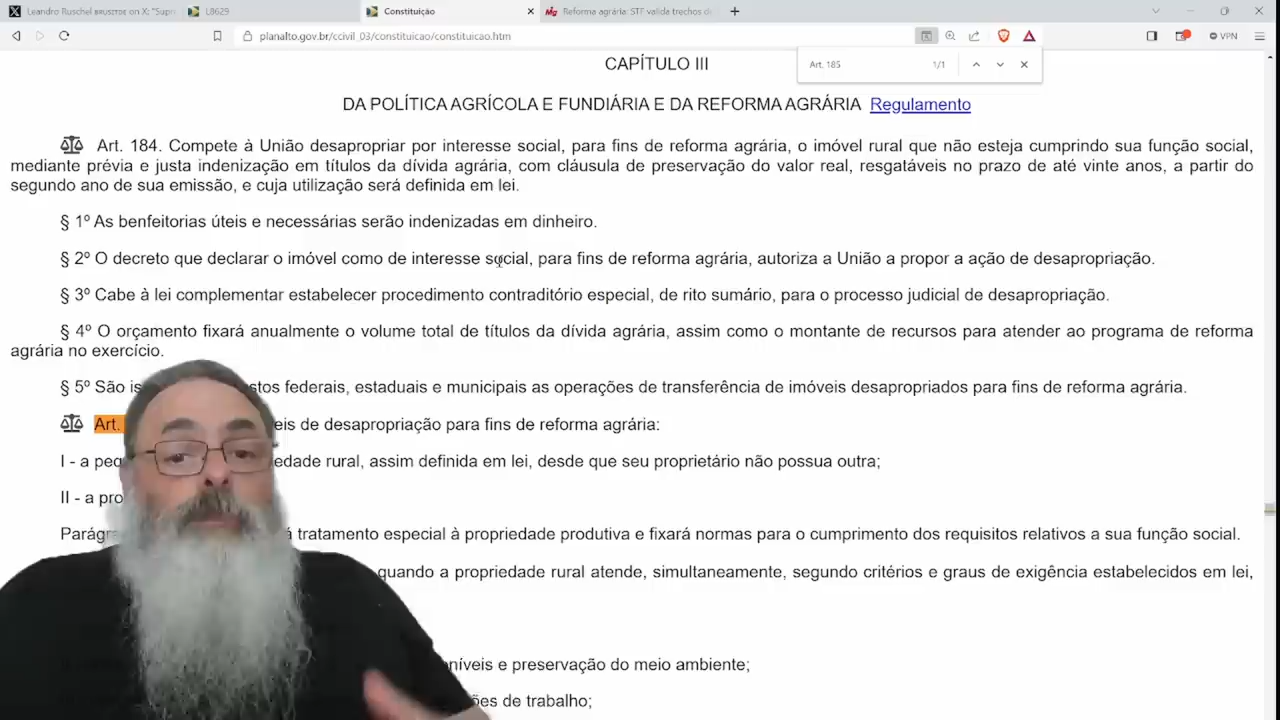 Leandro Ruschel BRUSZTDE on X: "Supri
L8629
Constituição
Reforma agrária: STF valida trechos d
planalto.gov.br/ccivil_03/constituicao/constituicao.htm
VPN
Art. 185
1/1
CAPÍTULO III
DA POLÍTICA AGRÍCOLA E FUNDIÁRIA E DA REFORMA AGRÁRIA Regulamento
Art. 184. Compete à União desapropriar por interesse social, para fins de reforma agrária, o imóvel rural que não esteja cumprindo sua função social,
mediante prévia e justa indenização em títulos da dívida agrária, com cláusula de preservação do valor real, resgatáveis no prazo de até vinte anos, a partir do
segundo ano de sua emissão, e cuja utilização será definida em lei.
§ 1º As benfeitorias úteis e necessárias serão indenizadas em dinheiro.
§ 2º O decreto que declarar o imóvel como de interesse social, para fins de reforma agrária, autoriza a União a propor a ação de desapropriação.
§ 3º Cabe à lei complementar estabelecer procedimento contraditório especial, de rito sumário, para o processo judicial de desapropriação.
§ 4º O orçamento fixará anualmente o volume total de títulos da dívida agrária, assim como o montante de recursos para atender ao programa de reforma
agrária no exercício.
§ 5º São is stos federais, estaduais e municipais as operações de transferência de imóveis desapropriados para fins de reforma agrária.
Art. eis de desapropriação para fins de reforma agrária:
I - a peq edade rural, assim definida em lei, desde que seu proprietário não possua outra;
II - a pro
Parágra á tratamento especial à propriedade produtiva e fixará normas para o cumprimento dos requisitos relativos a sua função social.
quando a propriedade rural atende, simultaneamente, segundo critérios e graus de exigência estabelecidos em lei,
níveis e preservação do meio ambiente;
ões de trabalho;